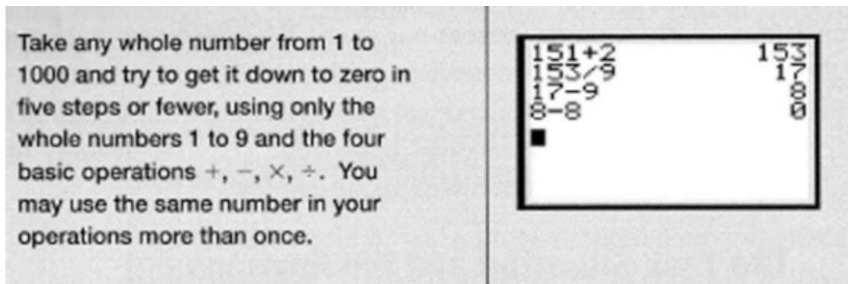 Take any whole number from 1 to
1000 and try to get it down to zero in
five steps or fewer, using only the
whole numbers 1 to 9 and the four
basic operations +, −, ×, ÷. You
may use the same number in your
operations more than once.
151+2 153
153/9 17
17-9 8
8-8 0